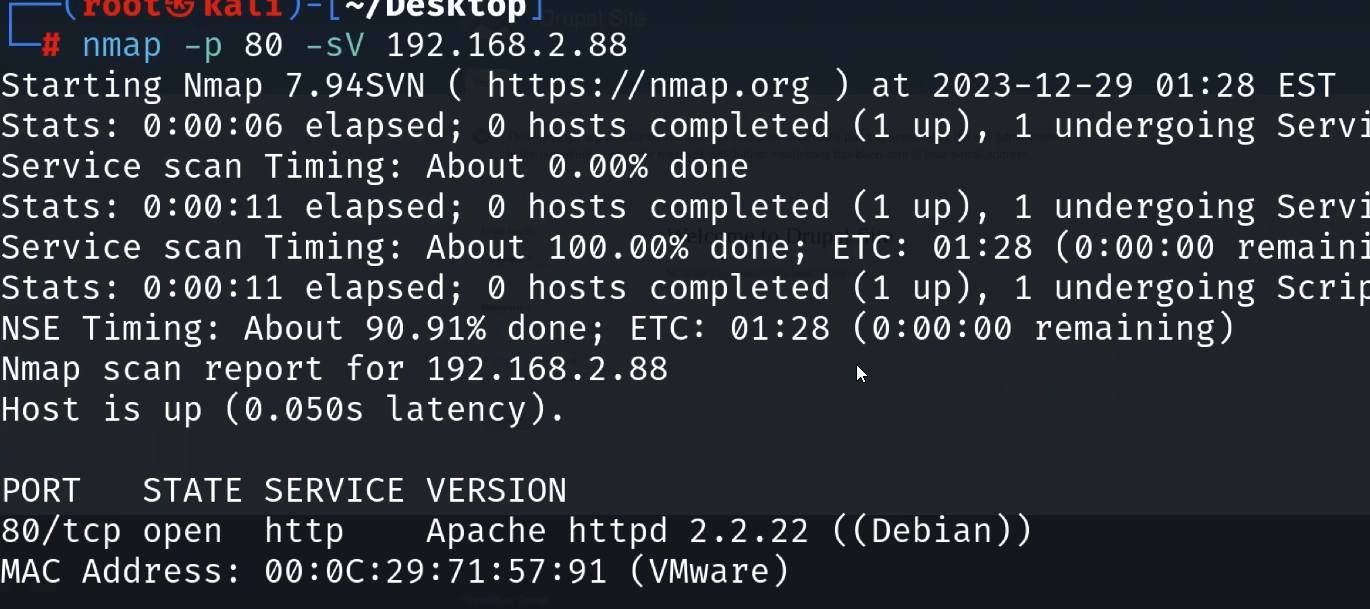 (root㉿kali)-[~/Desktop]
# nmap -p 80 -sV 192.168.2.88
Starting Nmap 7.94SVN ( https://nmap.org ) at 2023-12-29 01:28 EST
Stats: 0:00:06 elapsed; 0 hosts completed (1 up), 1 undergoing Servi
Service scan Timing: About 0.00% done
Stats: 0:00:11 elapsed; 0 hosts completed (1 up), 1 undergoing Servi
Service scan Timing: About 100.00% done; ETC: 01:28 (0:00:00 remaini
Stats: 0:00:11 elapsed; 0 hosts completed (1 up), 1 undergoing Scrip
NSE Timing: About 90.91% done; ETC: 01:28 (0:00:00 remaining)
Nmap scan report for 192.168.2.88
Host is up (0.050s latency).
PORT   STATE SERVICE VERSION
80/tcp open  http    Apache httpd 2.2.22 ((Debian))
MAC Address: 00:0C:29:71:57:91 (VMware)
Drupal Site
Welcome to Drupal Site